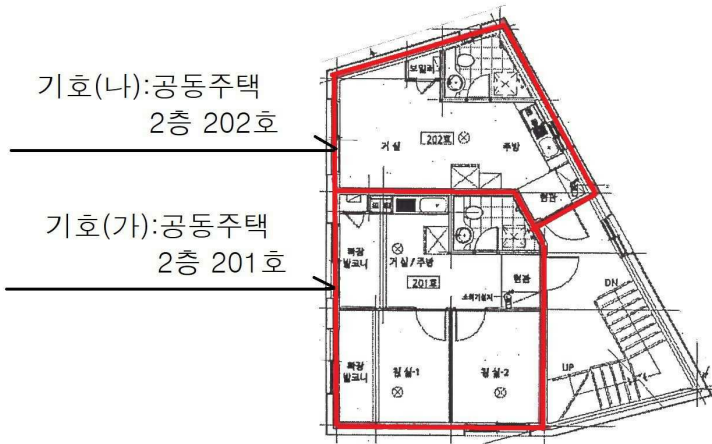 기호(나):공동주택
2층 202호
기호(가):공동주택
2층 201호
보일러
202호
거실
주방
현관
확장
발코니
거실/주방
201호
현관
소화기설치
DN
확장
발코니
침실-1
침실-2
UP